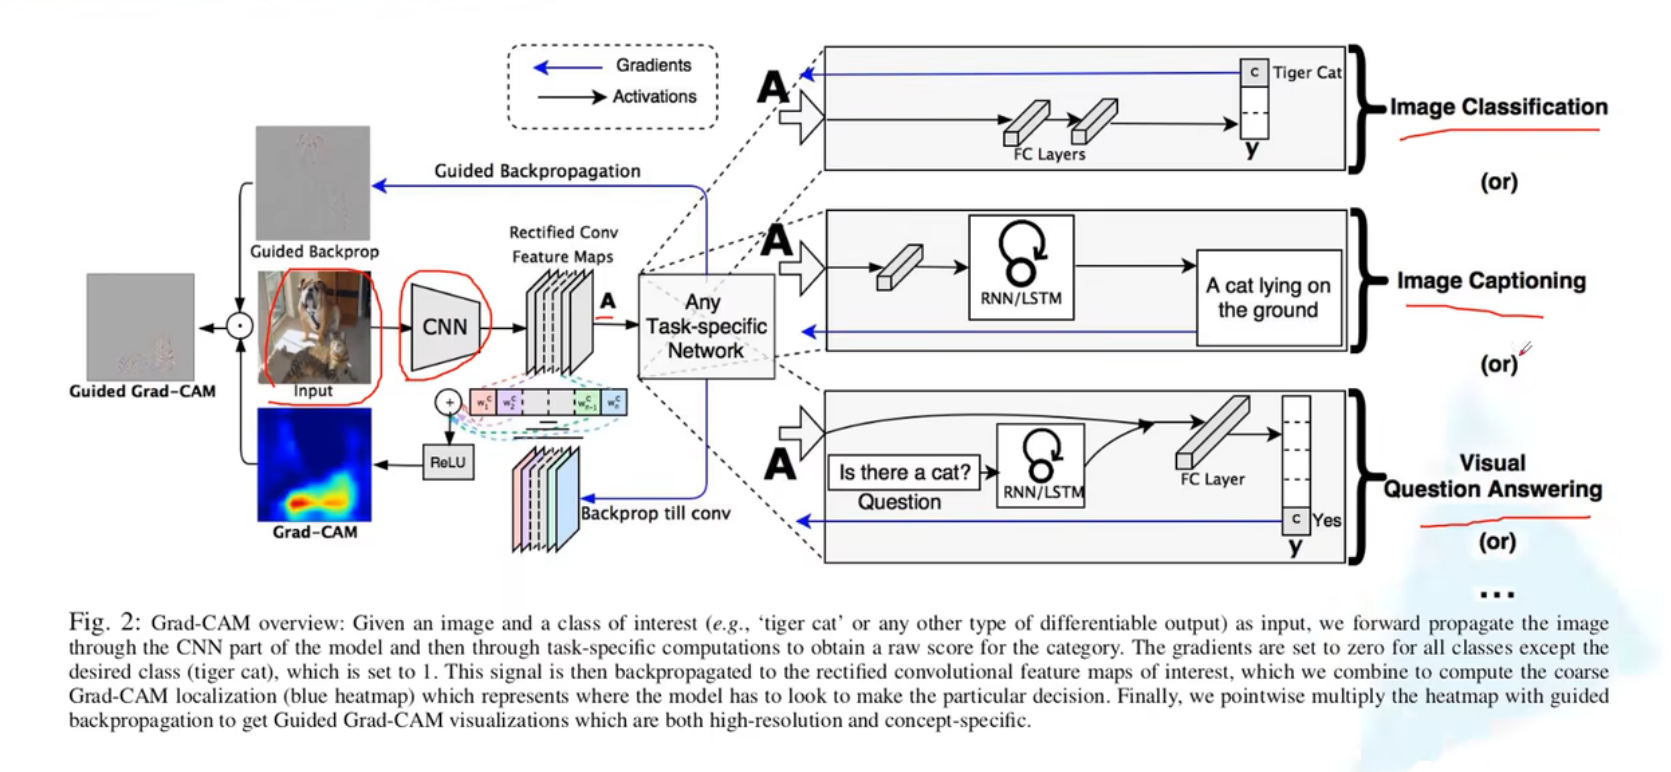 Gradients
Activations
A
Tiger Cat
c
FC Layers
y
Image Classification
(or)
Guided Backpropagation
Guided Backprop
Rectified Conv
Feature Maps
A
Any
Task-specific
Network
CNN
Input
Guided Grad-CAM
A
RNN/LSTM
A cat lying on
the ground
Image Captioning
(or)
+
w₁ᶜ w₂ᶜ wₙ₋₁ᶜ wₙᶜ
=
ReLU
Grad-CAM
Backprop till conv
A
Is there a cat?
Question
RNN/LSTM
FC Layer
c Yes
y
Visual
Question Answering
(or)
...
Fig. 2: Grad-CAM overview: Given an image and a class of interest (e.g., ‘tiger cat’ or any other type of differentiable output) as input, we forward propagate the image
through the CNN part of the model and then through task-specific computations to obtain a raw score for the category. The gradients are set to zero for all classes except the
desired class (tiger cat), which is set to 1. This signal is then backpropagated to the rectified convolutional feature maps of interest, which we combine to compute the coarse
Grad-CAM localization (blue heatmap) which represents where the model has to look to make the particular decision. Finally, we pointwise multiply the heatmap with guided
backpropagation to get Guided Grad-CAM visualizations which are both high-resolution and concept-specific.